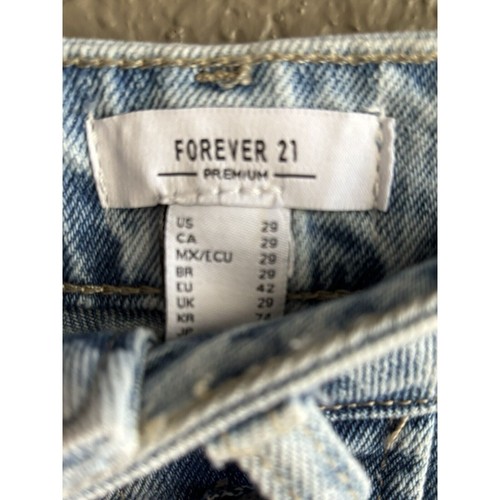 FOREVER 21
PREMIUM
US 29
CA 29
MX/ECU 29
BR 29
EU 42
UK 29
KR 74